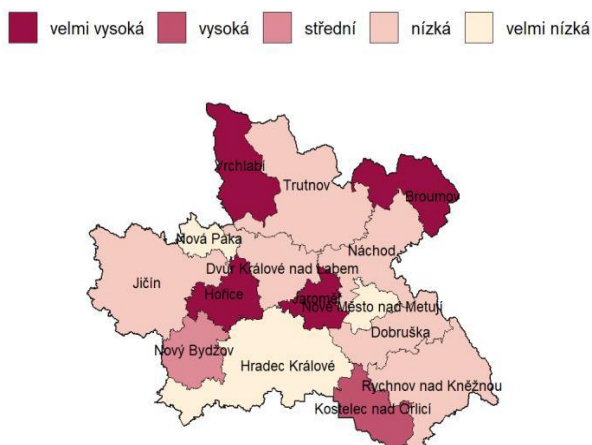 velmi vysoká vysoká střední nízká velmi nízká
Vrchlabí
Trutnov
Broumov
Nová Paka
Náchod
Dvůr Králové nad Labem
Jičín
Hořice
Jaroměř
Nové Město nad Metují
Dobruška
Nový Bydžov
Hradec Králové
Rychnov nad Kněžnou
Kostelec nad Orlicí